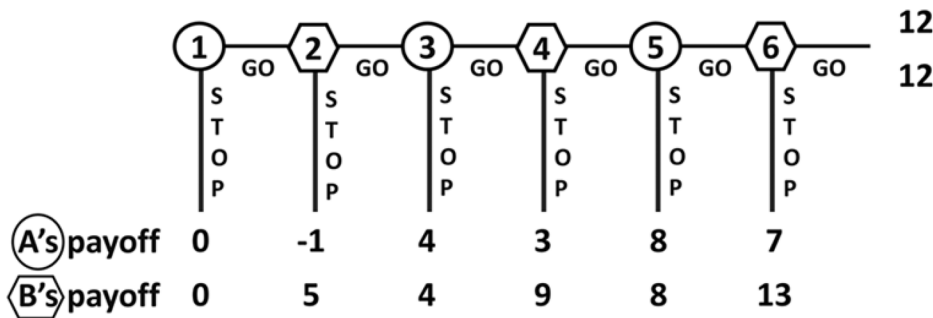 12
1 2 3 4 5 6
GO GO GO GO GO GO
12
STOP STOP STOP STOP STOP STOP
A's payoff 0 -1 4 3 8 7
B's payoff 0 5 4 9 8 13